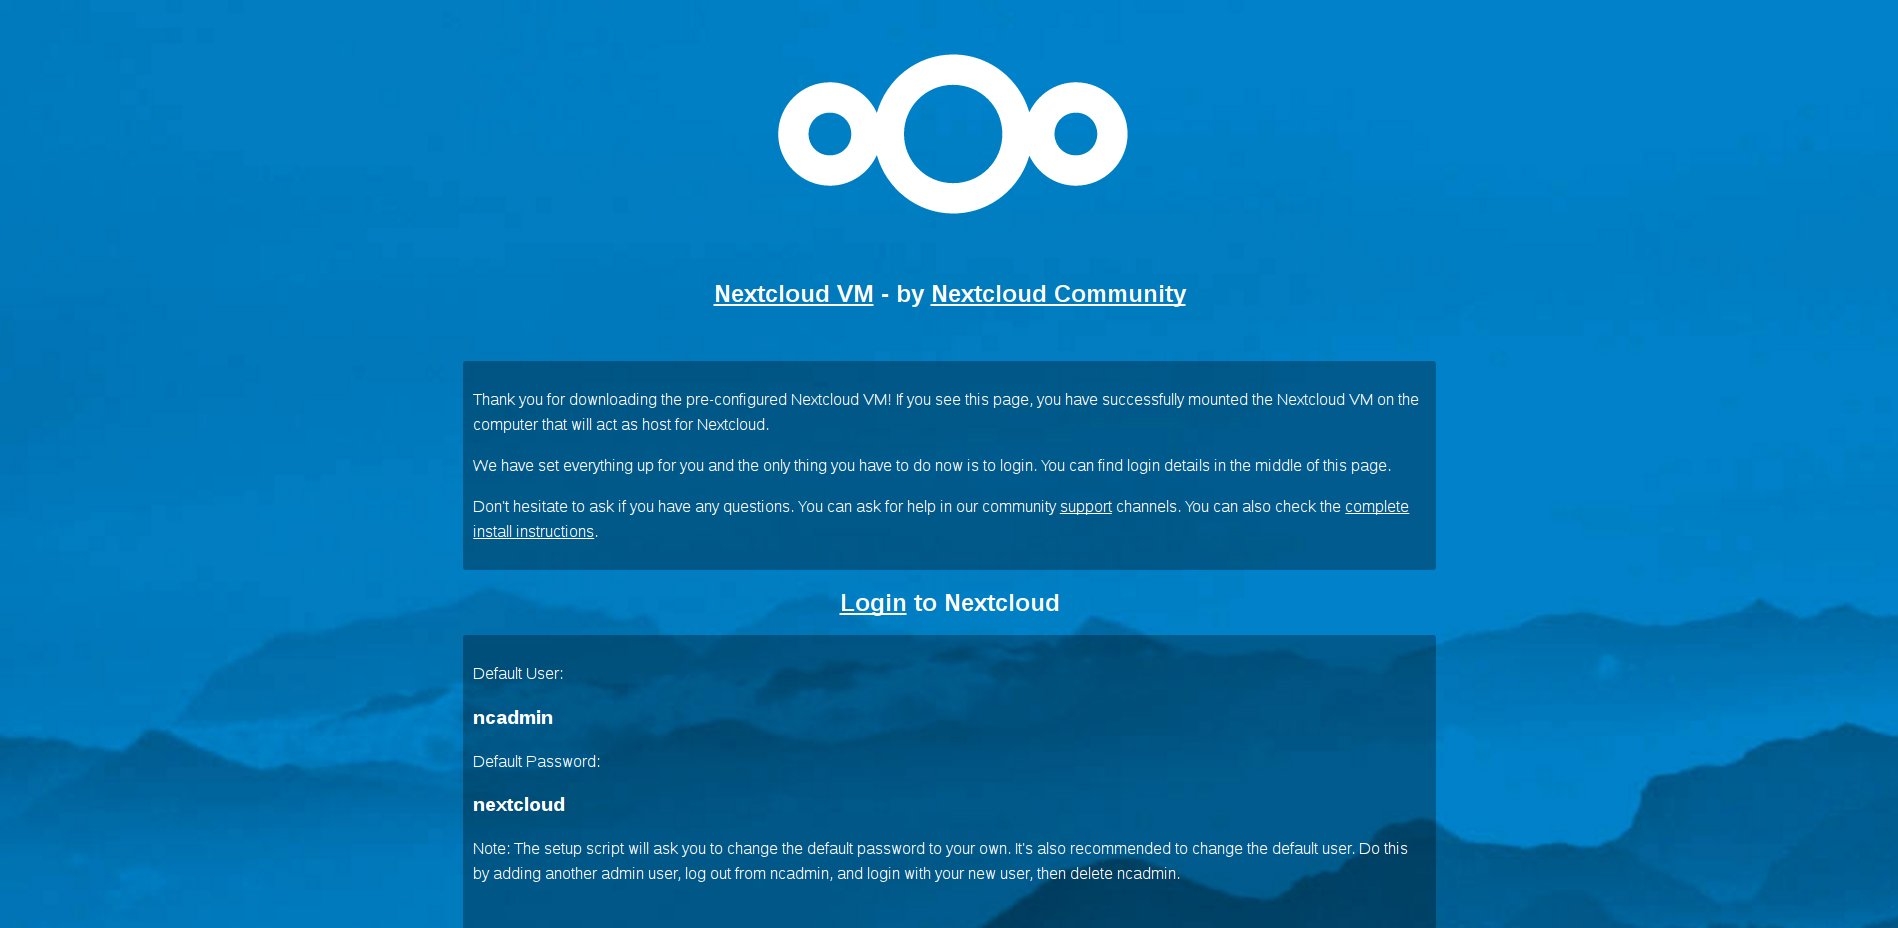 Nextcloud VM - by Nextcloud Community
Thank you for downloading the pre-configured Nextcloud VM! If you see this page, you have successfully mounted the Nextcloud VM on the
computer that will act as host for Nextcloud.
We have set everything up for you and the only thing you have to do now is to login. You can find login details in the middle of this page.
Don't hesitate to ask if you have any questions. You can ask for help in our community support channels. You can also check the complete
install instructions.
Login to Nextcloud
Default User:
ncadmin
Default Password:
nextcloud
Note: The setup script will ask you to change the default password to your own. It's also recommended to change the default user. Do this
by adding another admin user, log out from ncadmin, and login with your new user, then delete ncadmin.